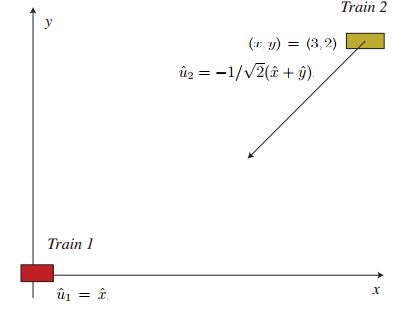 Train 2
y
(x, y) = (3, 2)
û₂ = −1/√2(x̂ + ŷ).
Train 1
x
û₁ = x̂.